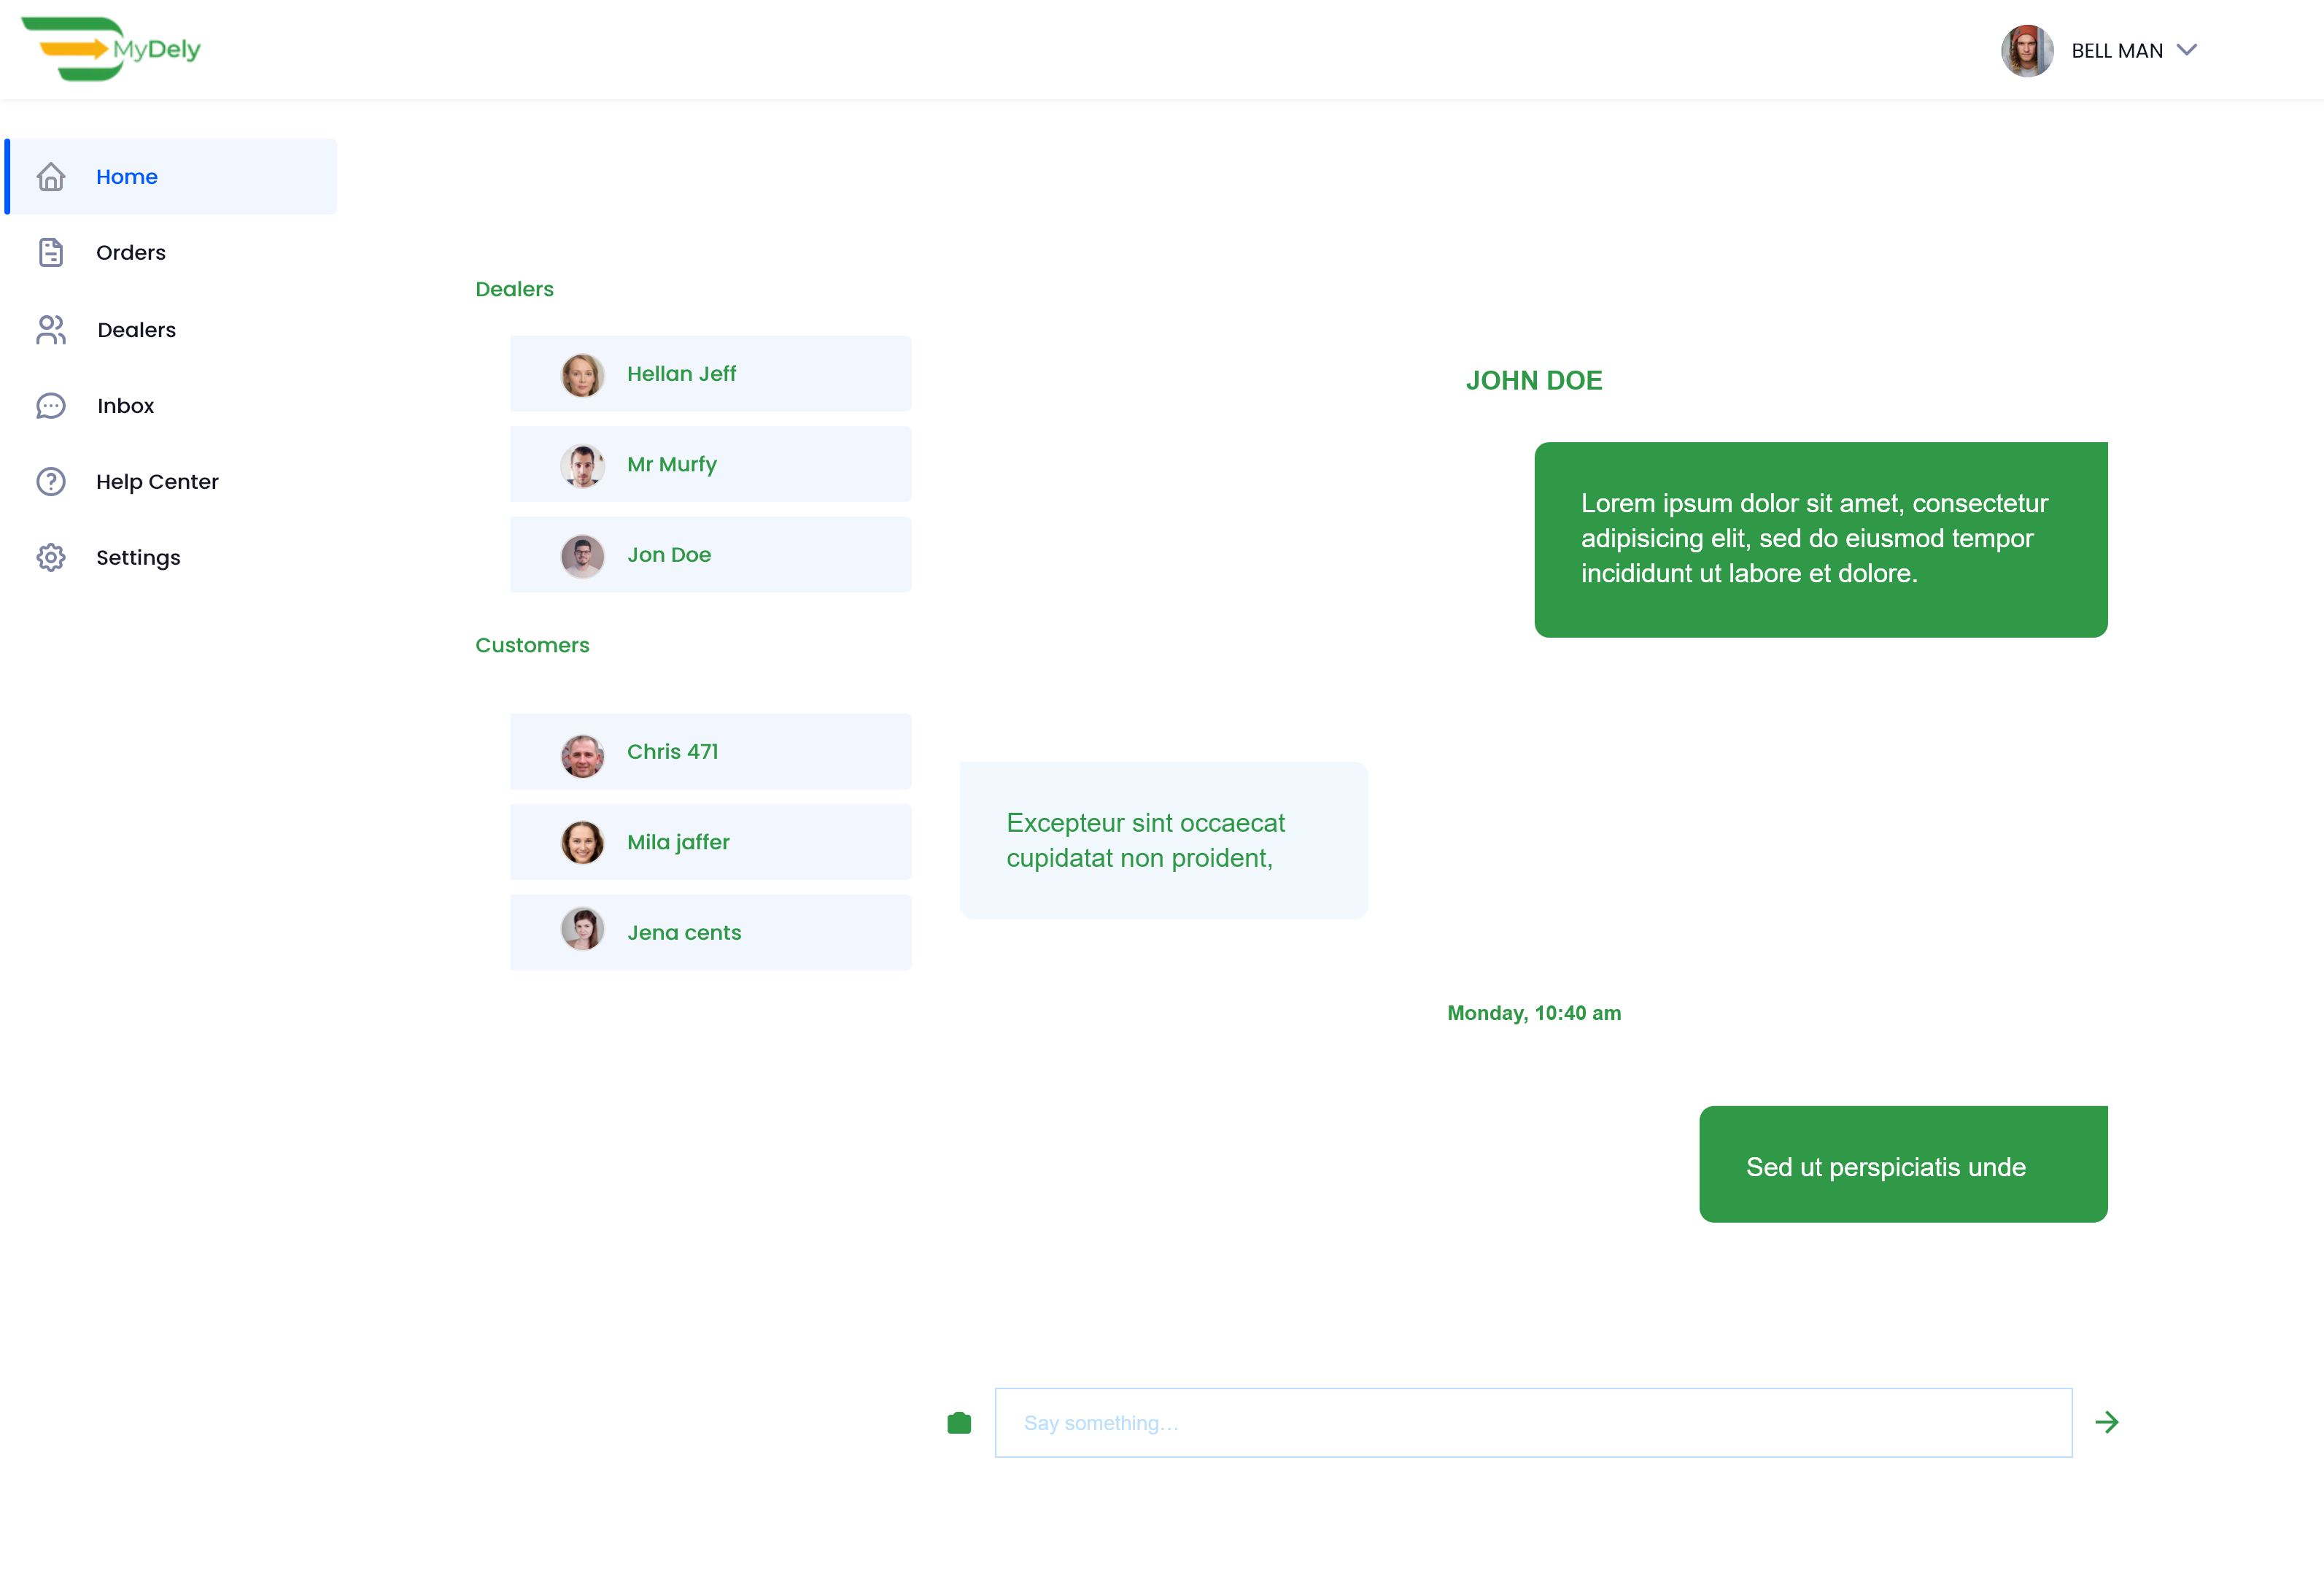 MyDely
BELL MAN
Home
Orders
Dealers
Inbox
Help Center
Settings
Dealers
Hellan Jeff
Mr Murfy
Jon Doe
Customers
Chris 471
Mila jaffer
Jena cents
JOHN DOE
Lorem ipsum dolor sit amet, consectetur
adipisicing elit, sed do eiusmod tempor
incididunt ut labore et dolore.
Excepteur sint occaecat
cupidatat non proident,
Monday, 10:40 am
Sed ut perspiciatis unde
Say something...